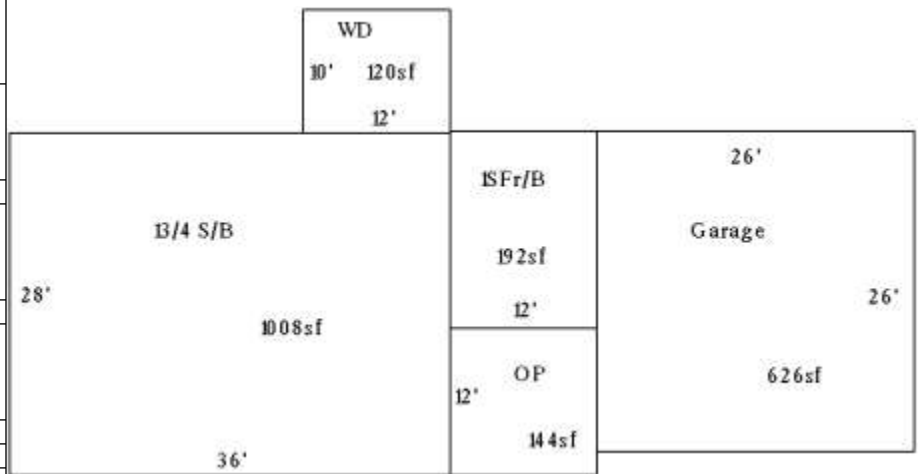 WD
10' 120sf
12'
1SFr/B
192sf
12'
26'
Garage
26'
626sf
13/4 S/B
28'
1008sf
36'
OP
12'
144sf